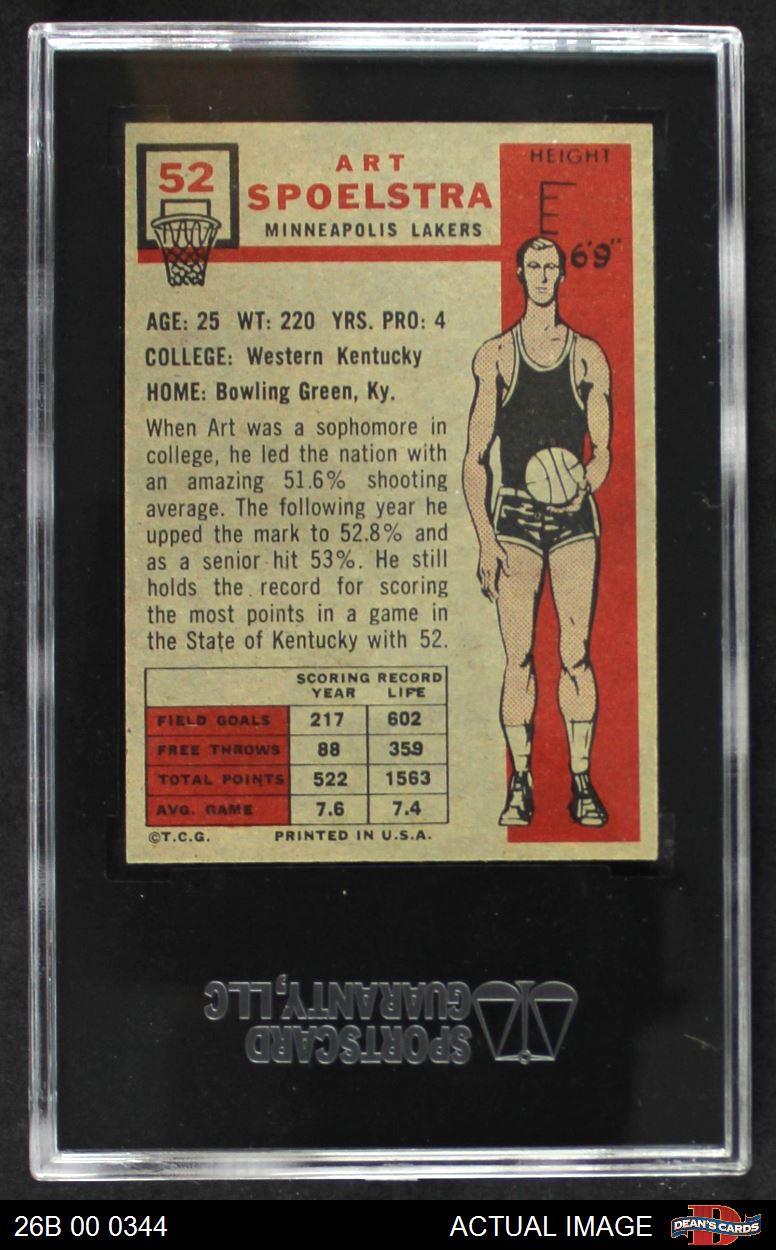 52
ART
SPOELSTRA
MINNEAPOLIS LAKERS
HEIGHT
6'9"
AGE: 25 WT: 220 YRS. PRO: 4
COLLEGE: Western Kentucky
HOME: Bowling Green, Ky.
When Art was a sophomore in
college, he led the nation with
an amazing 51.6% shooting
average. The following year he
upped the mark to 52.8% and
as a senior hit 53%. He still
holds the record for scoring
the most points in a game in
the State of Kentucky with 52.
SCORING RECORD
YEAR LIFE
FIELD GOALS 217 602
FREE THROWS 88 359
TOTAL POINTS 522 1563
AVG. GAME 7.6 7.4
©T.C.G. PRINTED IN U.S.A.
SPORTSCARD
GUARANTY, LLC
26B 00 0344
ACTUAL IMAGE
D
DEAN'S CARDS